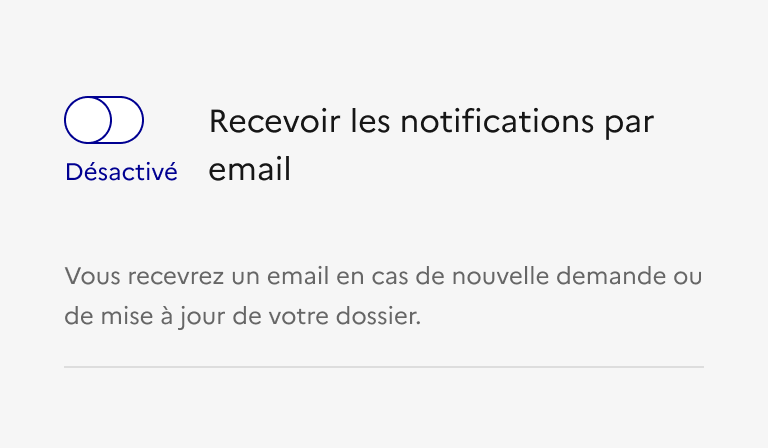 Recevoir les notifications par
email
Désactivé
Vous recevrez un email en cas de nouvelle demande ou
de mise à jour de votre dossier.